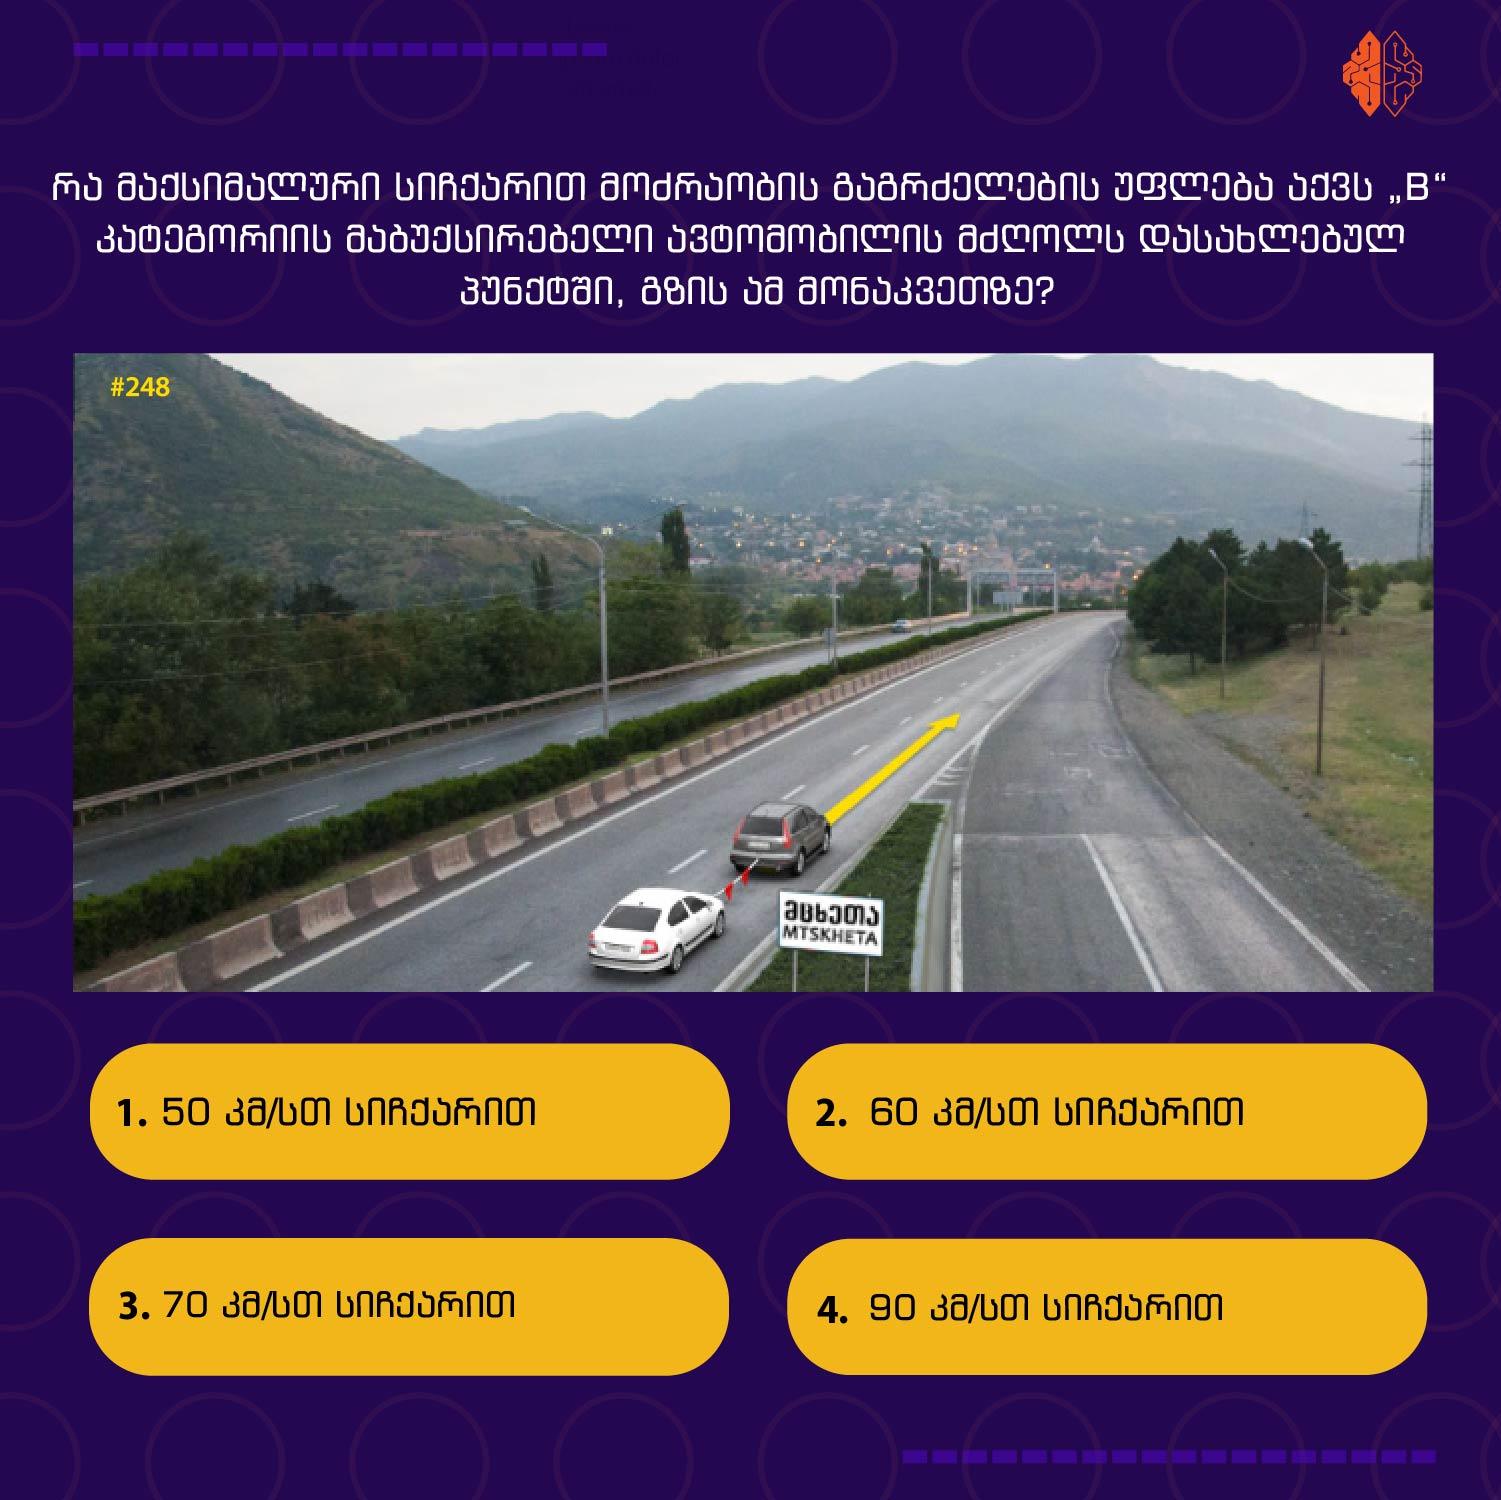 რა მაქსიმალური სიჩქარით მოძრაობის გაგრძელების უფლება აქვს „B“
კატეგორიის მაბუქსირებელი ავტომობილის მძღოლს დასახლებულ
პუნქტში, გზის ამ მონაკვეთზე?
#248
მცხეთა
MTSKHETA
1. 50 კმ/სთ სიჩქარით
2. 60 კმ/სთ სიჩქარით
3. 70 კმ/სთ სიჩქარით
4. 90 კმ/სთ სიჩქარით